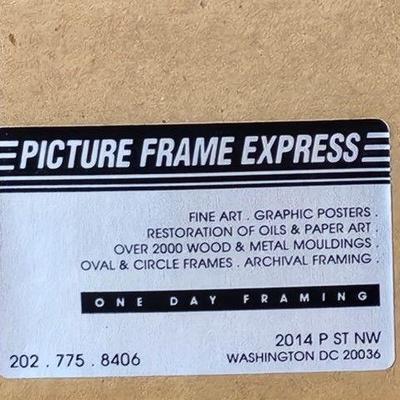 PICTURE FRAME EXPRESS
FINE ART . GRAPHIC POSTERS .
RESTORATION OF OILS & PAPER ART .
OVER 2000 WOOD & METAL MOULDINGS .
OVAL & CIRCLE FRAMES . ARCHIVAL FRAMING .
ONE DAY FRAMING
2014 P ST NW
202 . 775 . 8406 WASHINGTON DC 20036